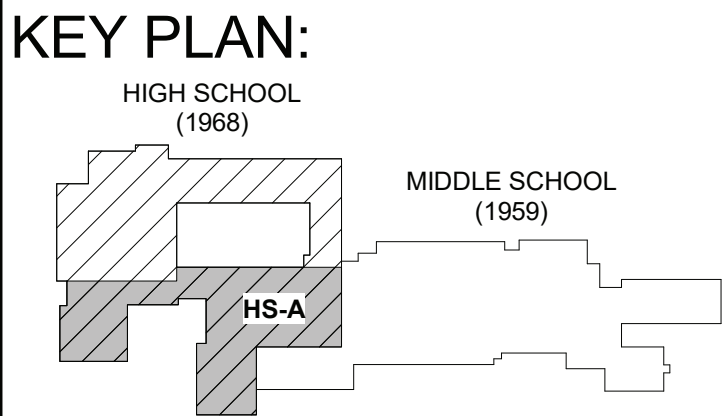 KEY PLAN:
HIGH SCHOOL
(1968)
MIDDLE SCHOOL
(1959)
HS-A